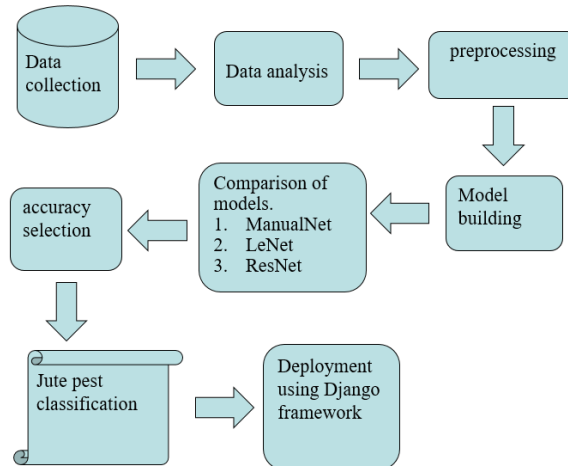 Data
collection
Data analysis
preprocessing
Model
building
Comparison of
models.
1. ManualNet
2. LeNet
3. ResNet
accuracy
selection
Jute pest
classification
Deployment
using Django
framework